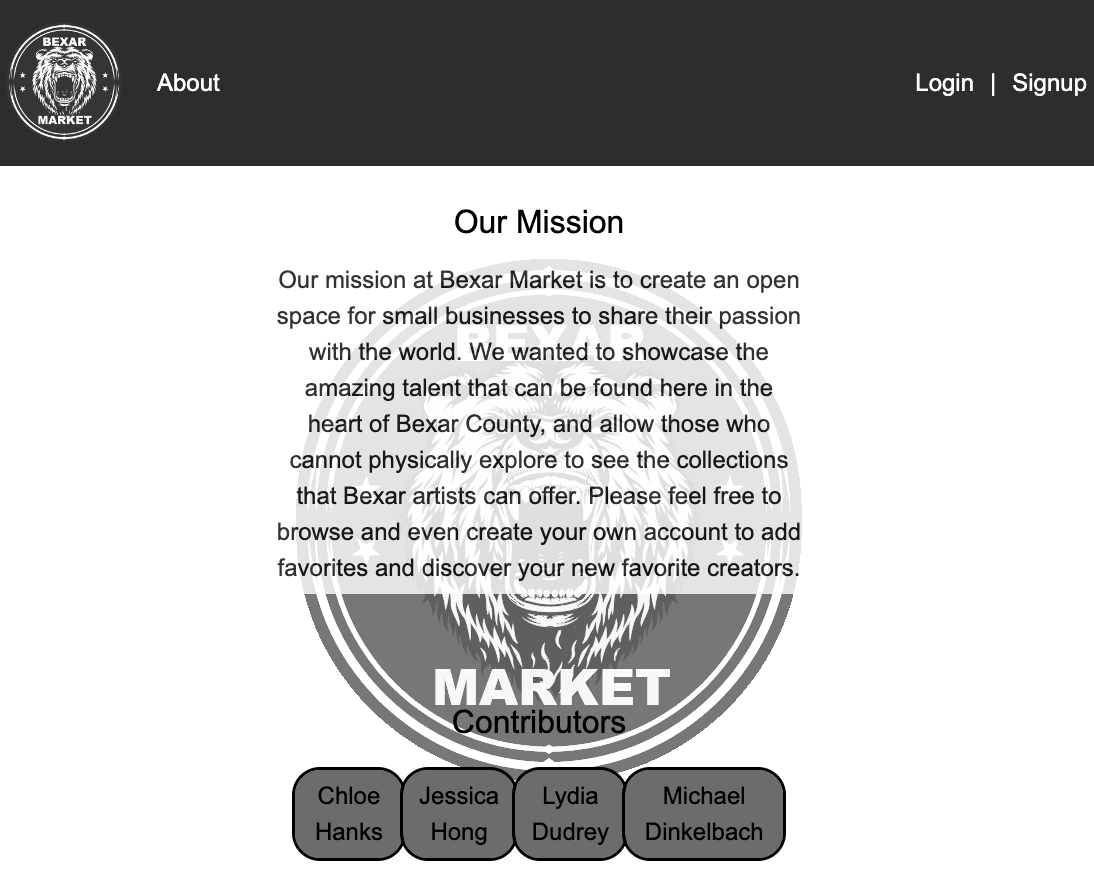 BEXAR
MARKET
About
Login | Signup
Our Mission
Our mission at Bexar Market is to create an open
space for small businesses to share their passion
with the world. We wanted to showcase the
amazing talent that can be found here in the
heart of Bexar County, and allow those who
cannot physically explore to see the collections
that Bexar artists can offer. Please feel free to
browse and even create your own account to add
favorites and discover your new favorite creators.
BEXAR
MARKET
Contributors
Chloe
Hanks
Jessica
Hong
Lydia
Dudrey
Michael
Dinkelbach